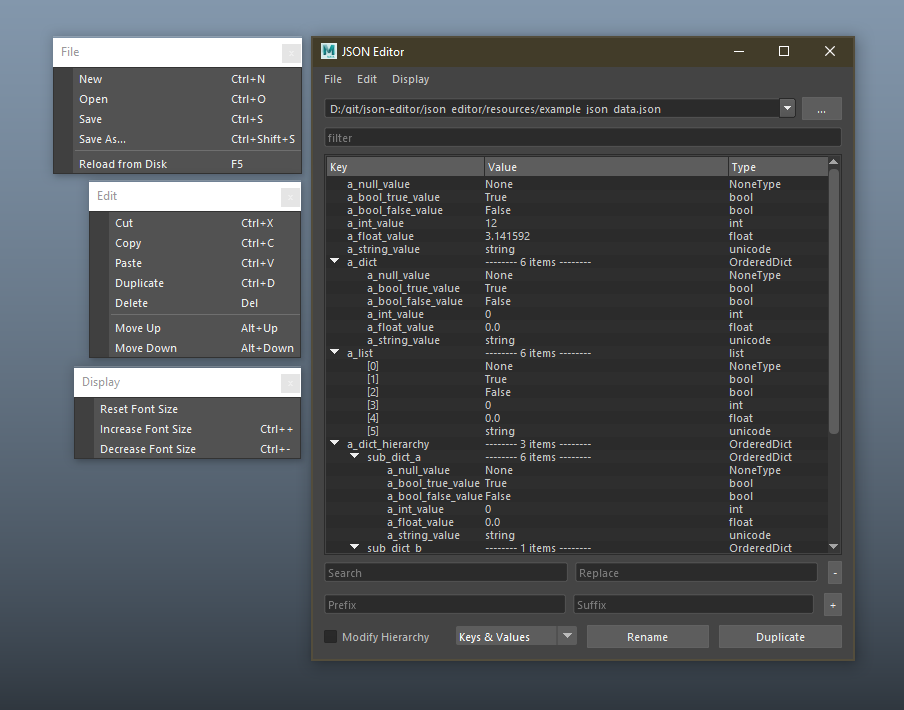 File
New Ctrl+N
Open Ctrl+O
Save Ctrl+S
Save As... Ctrl+Shift+S
Reload from Disk F5
Edit
Cut Ctrl+X
Copy Ctrl+C
Paste Ctrl+V
Duplicate Ctrl+D
Delete Del
Move Up Alt+Up
Move Down Alt+Down
Display
Reset Font Size
Increase Font Size Ctrl++
Decrease Font Size Ctrl+-
M JSON Editor
File Edit Display
D:/git/json-editor/json_editor/resources/example_json_data.json ...
filter
Key Value Type
a_null_value None NoneType
a_bool_true_value True bool
a_bool_false_value False bool
a_int_value 12 int
a_float_value 3.141592 float
a_string_value string unicode
a_dict -------- 6 items -------- OrderedDict
a_null_value None NoneType
a_bool_true_value True bool
a_bool_false_value False bool
a_int_value 0 int
a_float_value 0.0 float
a_string_value string unicode
a_list -------- 6 items -------- list
[0] None NoneType
[1] True bool
[2] False bool
[3] 0 int
[4] 0.0 float
[5] string unicode
a_dict_hierarchy -------- 3 items -------- OrderedDict
sub_dict_a -------- 6 items -------- OrderedDict
a_null_value None NoneType
a_bool_true_value True bool
a_bool_false_value False bool
a_int_value 0 int
a_float_value 0.0 float
a_string_value string unicode
sub_dict_b -------- 1 items -------- OrderedDict
Search Replace -
Prefix Suffix +
Modify Hierarchy Keys & Values Rename Duplicate